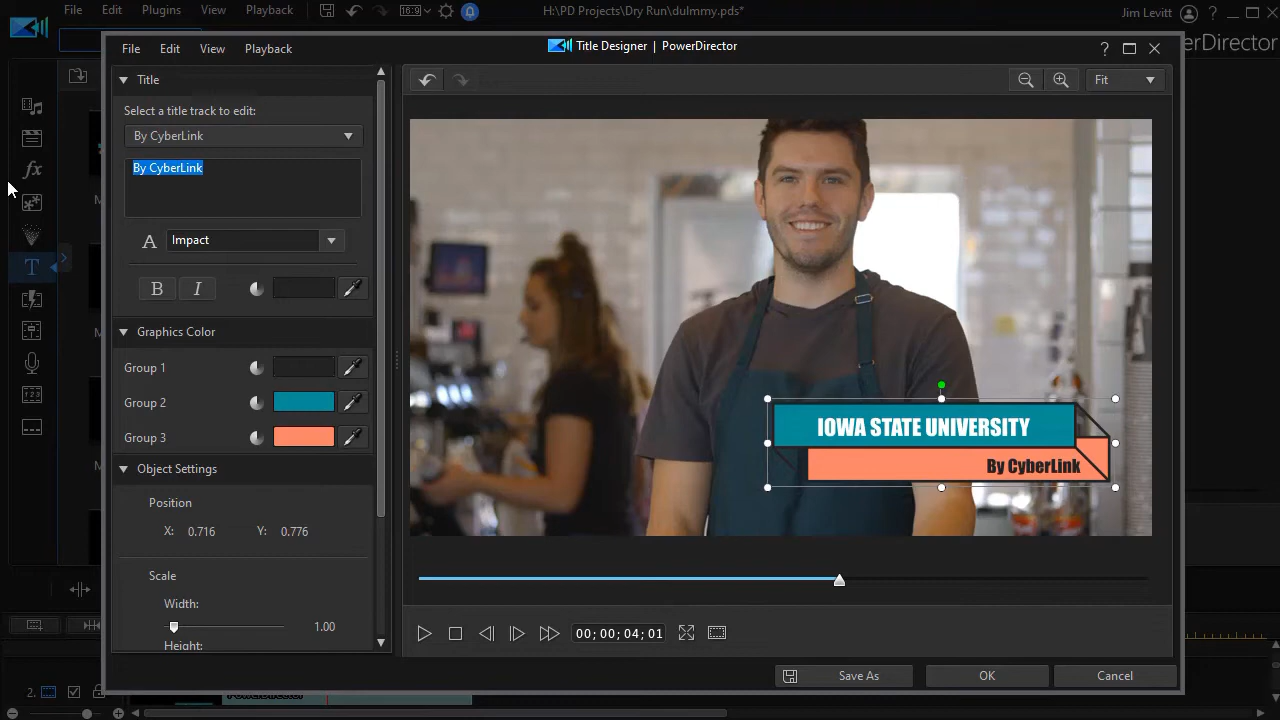 File Edit Plugins View Playback 16:9 H:\PD Projects\Dry Run\dulmmy.pds* Jim Levitt ?
erDirector
File Edit View Playback Title Designer | PowerDirector ?
Title
Select a title track to edit:
By CyberLink
By CyberLink
A Impact
B I
Graphics Color
Group 1
Group 2
Group 3
Object Settings
Position
X: 0.716 Y: 0.776
Scale
Width:
1.00
Height:
Fit
IOWA STATE UNIVERSITY
By CyberLink
00; 00; 04; 01
Save As OK Cancel
fx
T
2.